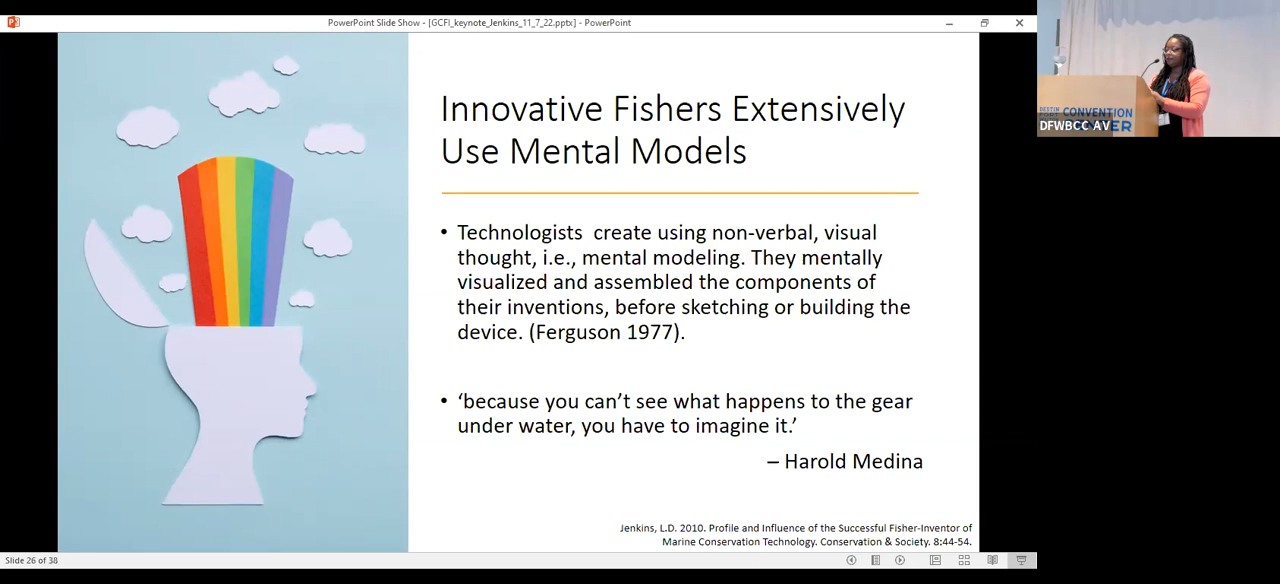 PowerPoint Slide Show - [GCFI_keynote_Jenkins_11_7_22.pptx] - PowerPoint
Innovative Fishers Extensively
Use Mental Models
• Technologists  create using non-verbal, visual
thought, i.e., mental modeling. They mentally
visualized and assembled the components of
their inventions, before sketching or building the
device. (Ferguson 1977).
• ‘because you can’t see what happens to the gear
under water, you have to imagine it.’
– Harold Medina
Jenkins, L.D. 2010. Profile and Influence of the Successful Fisher-Inventor of
Marine Conservation Technology. Conservation & Society. 8:44-54.
Slide 26 of 38
CONVENTION
DFWBCC AV